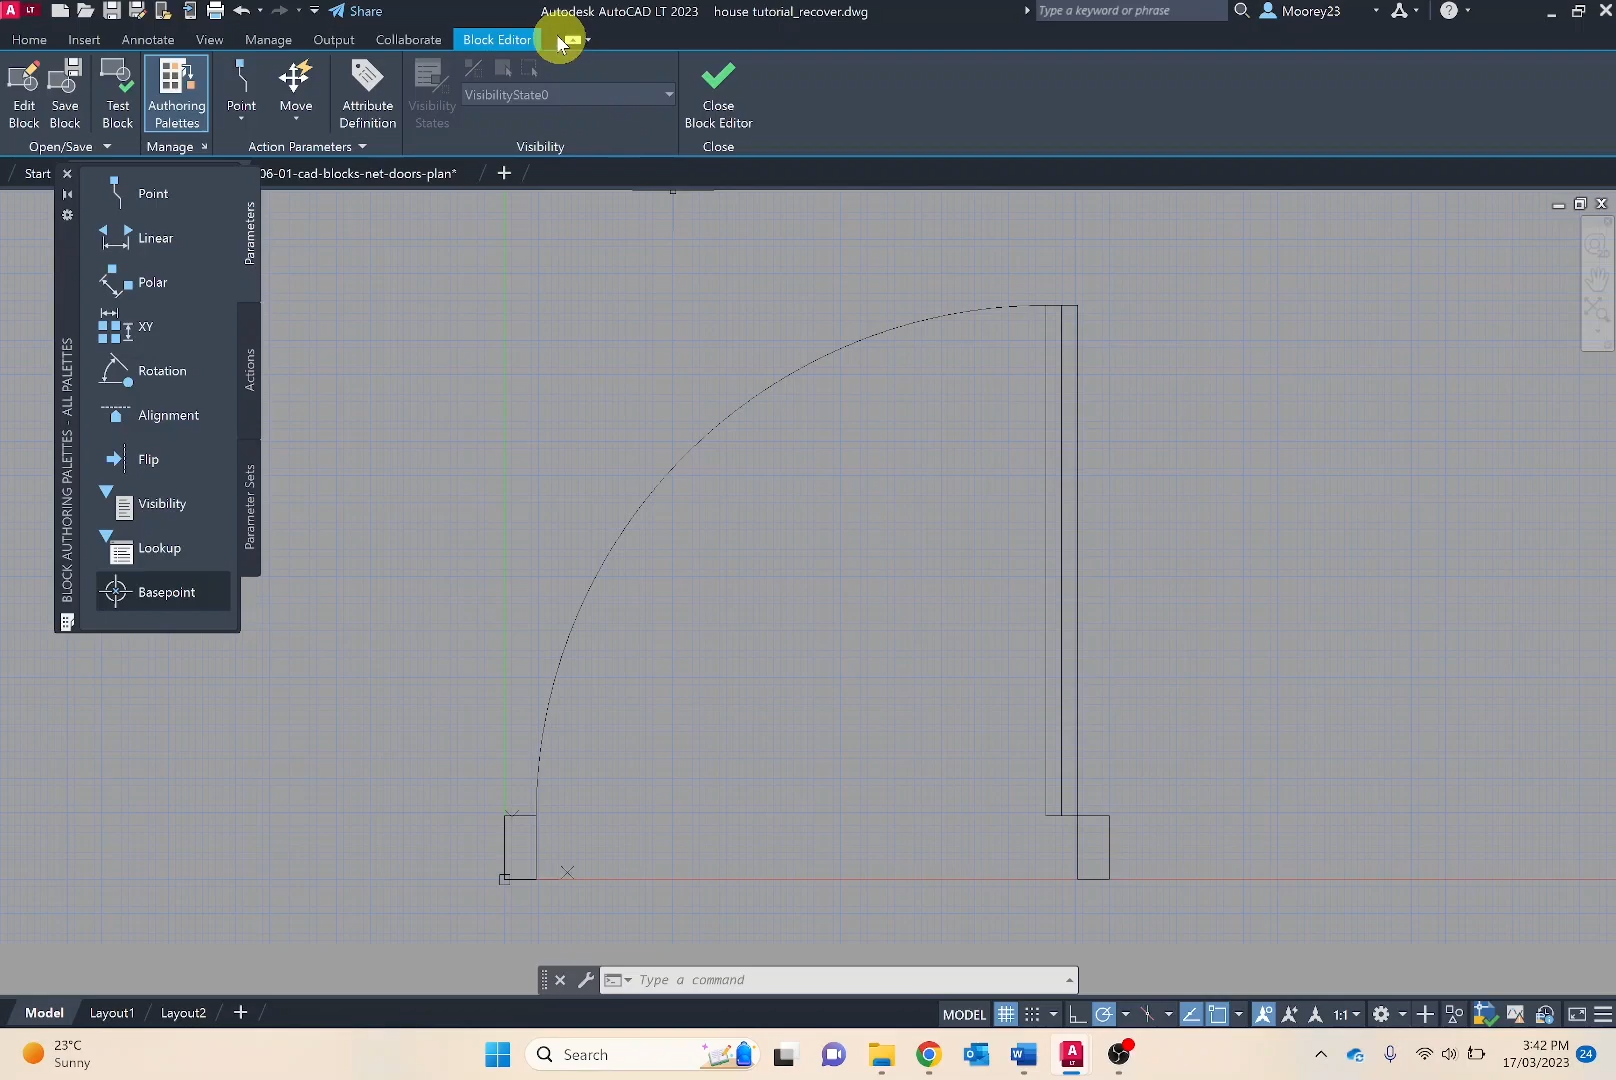 LT
Share
Autodesk AutoCAD LT 2023 house tutorial_recover.dwg
Type a keyword or phrase
Moorey23
Home
Insert
Annotate
View
Manage
Output
Collaborate
Block Editor
Edit
Block
Save
Block
Test
Block
Authoring
Palettes
Point
Move
Attribute
Definition
Visibility
States
VisibilityState0
Close
Block Editor
Open/Save
Manage
Action Parameters
Visibility
Close
Start
06-01-cad-blocks-net-doors-plan*
Point
Linear
Polar
XY
Rotation
Alignment
Flip
Visibility
Lookup
Basepoint
Parameters
Actions
Parameter Sets
BLOCK AUTHORING PALETTES - ALL PALETTES
Type a command
Model
Layout1
Layout2
MODEL
1:1
23°C
Sunny
Search
A
LT
3:42 PM
17/03/2023
24